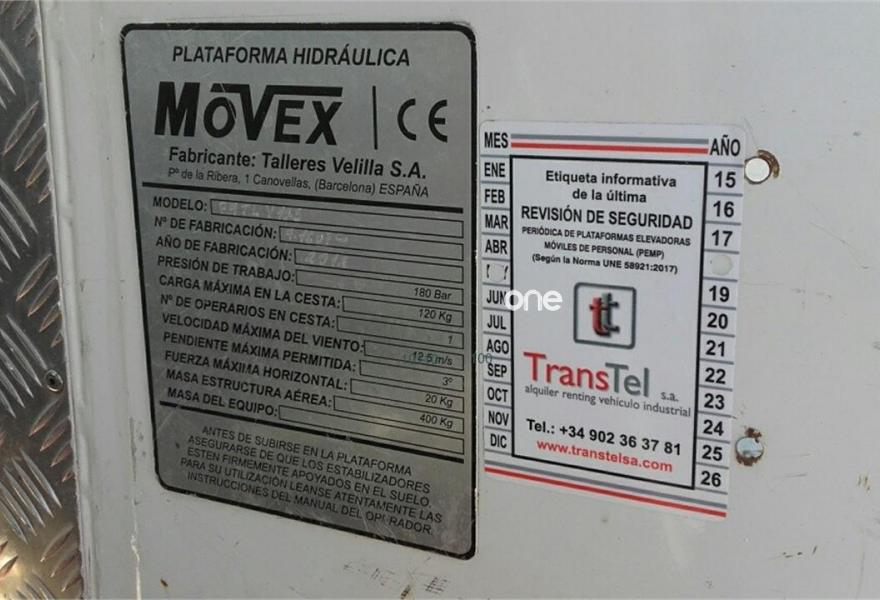 PLATAFORMA HIDRÁULICA
MOVEX CE
Fabricante: Talleres Velilla S.A.
Pº de la Ribera, 1 Canovellas, (Barcelona) ESPAÑA
MODELO:
Nº DE FABRICACIÓN:
AÑO DE FABRICACIÓN:
PRESIÓN DE TRABAJO: 180 Bar
CARGA MÁXIMA EN LA CESTA: 120 Kg
Nº DE OPERARIOS EN CESTA: 1
VELOCIDAD MÁXIMA DEL VIENTO: 12.5 m/s
PENDIENTE MÁXIMA PERMITIDA: 3º
FUERZA MÁXIMA HORIZONTAL: 20 Kg
MASA ESTRUCTURA AÉREA: 400 Kg
MASA DEL EQUIPO:
ANTES DE SUBIRSE EN LA PLATAFORMA
ASEGURARSE DE QUE LOS ESTABILIZADORES
ESTEN FIRMEMENTE APOYADOS EN EL SUELO.
PARA SU UTILIZACIÓN LEANSE ATENTAMENTE LAS
INSTRUCCIONES DEL MANUAL DEL OPERADOR.
MES
ENE
FEB
MAR
ABR
JUN
JUL
AGO
SEP
OCT
NOV
DIC
Etiqueta informativa
de la última
REVISIÓN DE SEGURIDAD
PERIÓDICA DE PLATAFORMAS ELEVADORAS
MÓVILES DE PERSONAL (PEMP)
(Según la Norma UNE 58921:2017)
one
tt
TransTel s.a.
alquiler renting vehículo industrial
Tel.: +34 902 36 37 81
www.transtelsa.com
AÑO
15
16
17
19
20
21
22
23
24
25
26